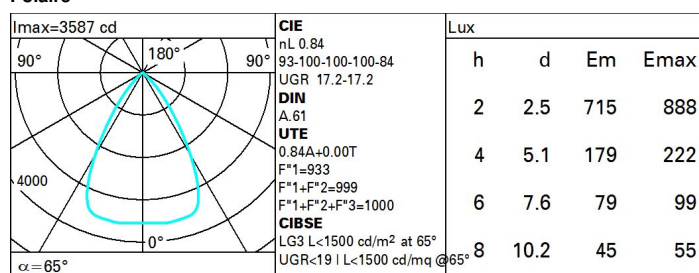 Polaire
Imax=3587 cd
90° 180° 90°
4000
0°
α=65°
CIE
nL 0.84
93-100-100-100-84
UGR 17.2-17.2
DIN
A.61
UTE
0.84A+0.00T
F"1=933
F"1+F"2=999
F"1+F"2+F"3=1000
CIBSE
LG3 L<1500 cd/m² at 65°
UGR<19 | L<1500 cd/mq @65°
Lux
h d Em Emax
2 2.5 715 888
4 5.1 179 222
6 7.6 79 99
8 10.2 45 55